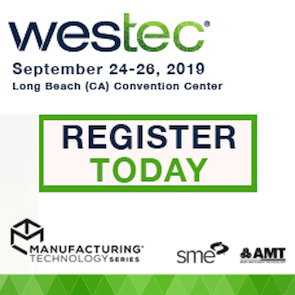 westec®
September 24-26, 2019
Long Beach (CA) Convention Center
REGISTER
TODAY
MANUFACTURING
TECHNOLOGY SERIES
sme
AMT